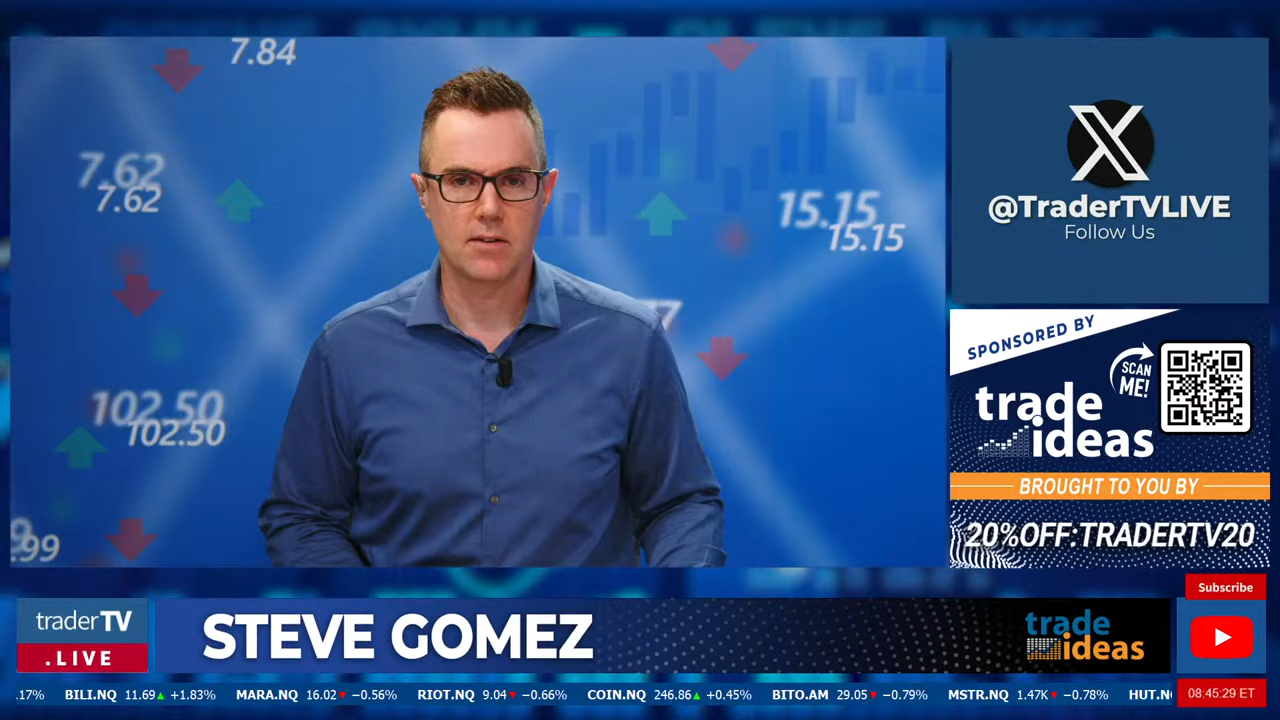 7.84
7.62
7.62
15.15
15.15
102.50
102.50
.99
@TraderTVLIVE
Follow Us
SPONSORED BY
SCAN
ME!
trade
ideas
BROUGHT TO YOU BY
20%OFF:TRADERTV20
Subscribe
traderTV
.LIVE
STEVE GOMEZ
trade
ideas
.17% BILI.NQ 11.69▲ +1.83% MARA.NQ 16.02▼ −0.56% RIOT.NQ 9.04▼ −0.66% COIN.NQ 246.86▲ +0.45% BITO.AM 29.05▼ −0.79% MSTR.NQ 1.47K▼ −0.78% HUT.N
08:45:29 ET